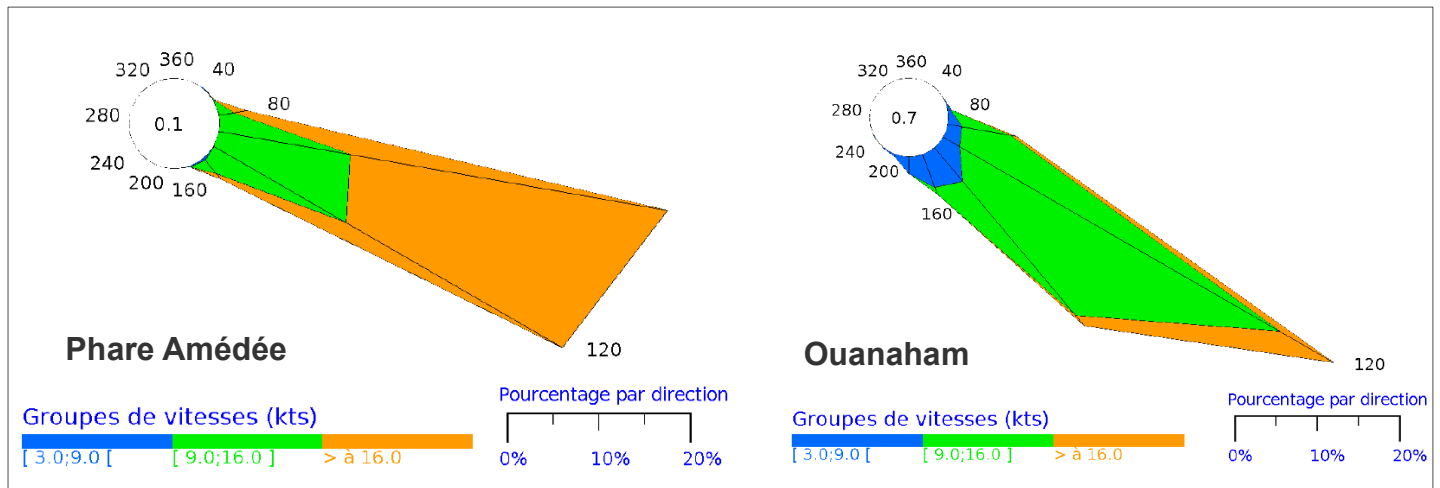 360
320 40
280 80
0.1
240
200 160
120
Phare Amédée
Groupes de vitesses (kts)
[ 3.0;9.0 [ [ 9.0;16.0 ] > à 16.0
Pourcentage par direction
0% 10% 20%
360
320 40
280 80
0.7
240
200
160
120
Ouanaham
Groupes de vitesses (kts)
[ 3.0;9.0 [ [ 9.0;16.0 ] > à 16.0
Pourcentage par direction
0% 10% 20%